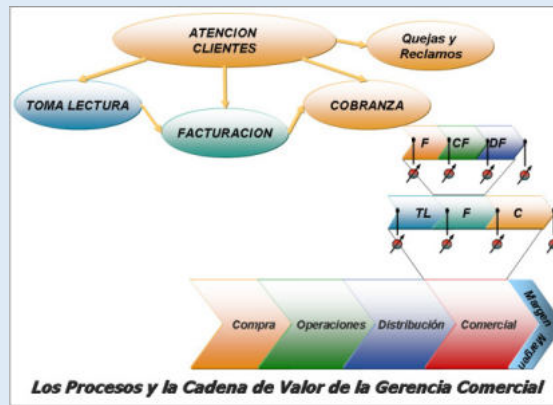 ATENCION
CLIENTES
Quejas y
Reclamos
TOMA LECTURA
FACTURACION
COBRANZA
F CF DF
TL F C
Compra Operaciones Distribución Comercial
Margen
Margen
Los Procesos y la Cadena de Valor de la Gerencia Comercial